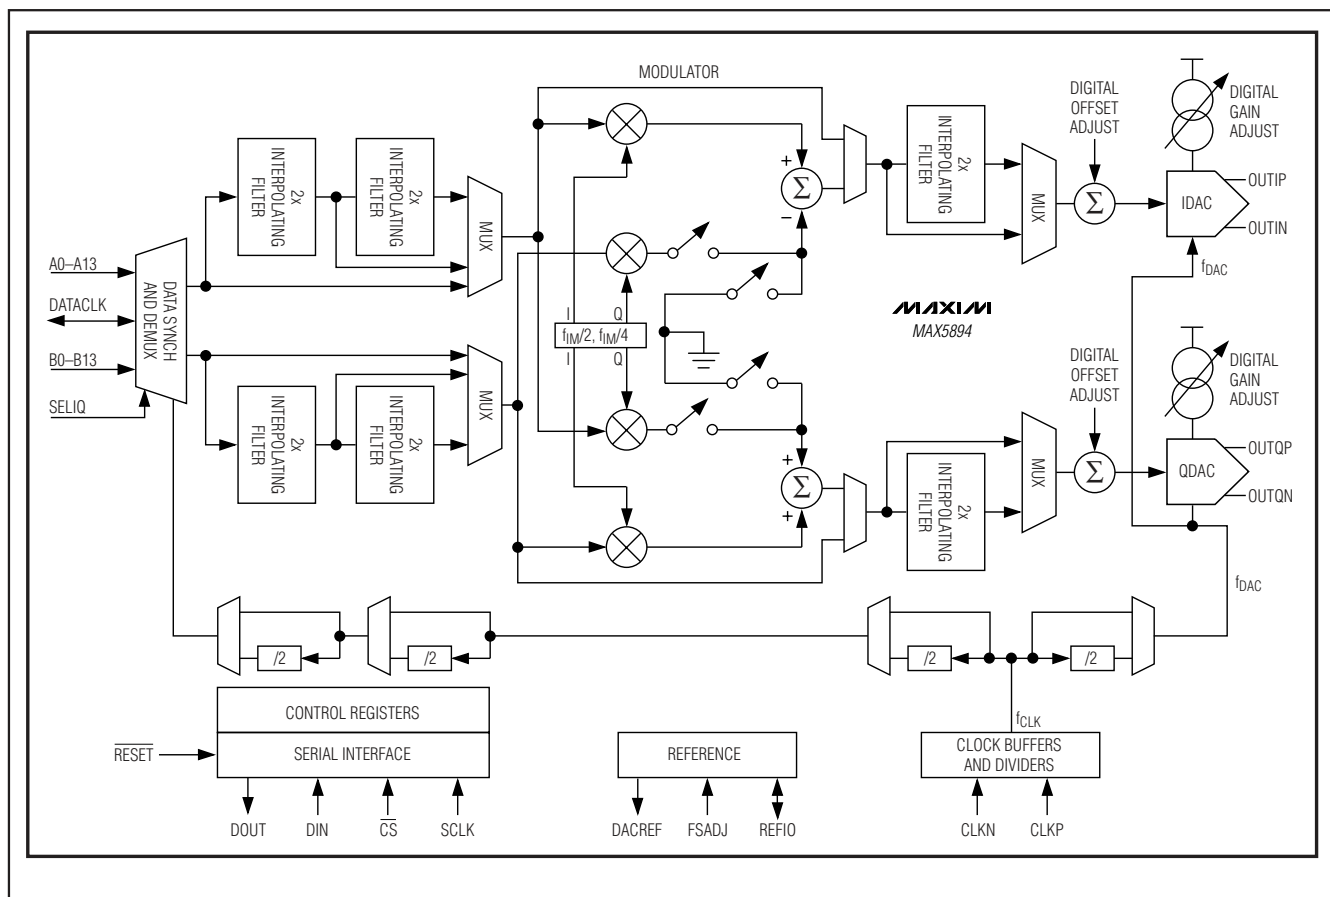 MODULATOR
DIGITAL
OFFSET
ADJUST
DIGITAL
GAIN
ADJUST
2x
INTERPOLATING
FILTER
2x
INTERPOLATING
FILTER
MUX
+
Σ
−
2x
INTERPOLATING
FILTER
MUX
Σ
IDAC
OUTIP
OUTIN
fDAC
A0–A13
DATACLK
B0–B13
SELIQ
DATA SYNCH
AND DEMUX
I
Q
fIM/2, fIM/4
I
Q
MAXIM
MAX5894
DIGITAL
OFFSET
ADJUST
DIGITAL
GAIN
ADJUST
2x
INTERPOLATING
FILTER
2x
INTERPOLATING
FILTER
MUX
+
Σ
+
2x
INTERPOLATING
FILTER
MUX
Σ
QDAC
OUTQP
OUTQN
fDAC
/2
/2
/2
/2
fCLK
CONTROL REGISTERS
SERIAL INTERFACE
RESET
DOUT
DIN
CS
SCLK
REFERENCE
DACREF
FSADJ
REFIO
CLOCK BUFFERS
AND DIVIDERS
CLKN
CLKP